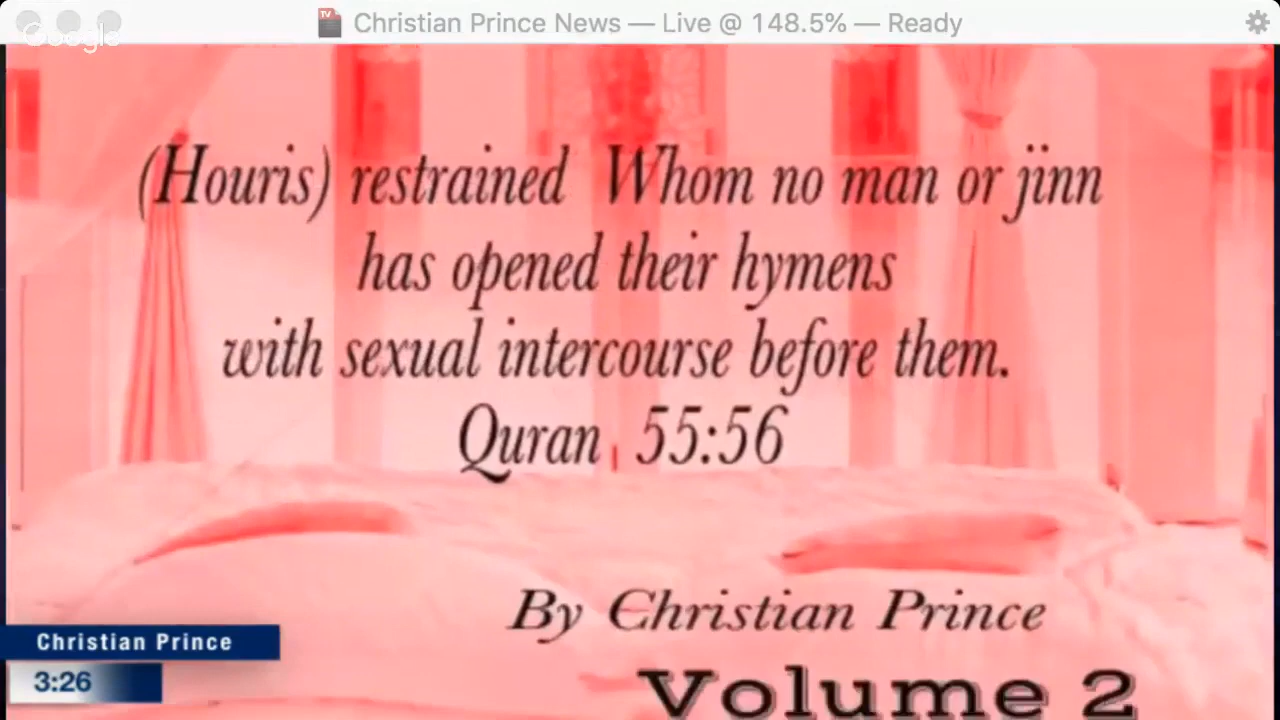 Christian Prince News — Live @ 148.5% — Ready
Google
(Houris) restrained Whom no man or jinn
has opened their hymens
with sexual intercourse before them.
Quran 55:56
By Christian Prince
Volume 2
Christian Prince
3:26